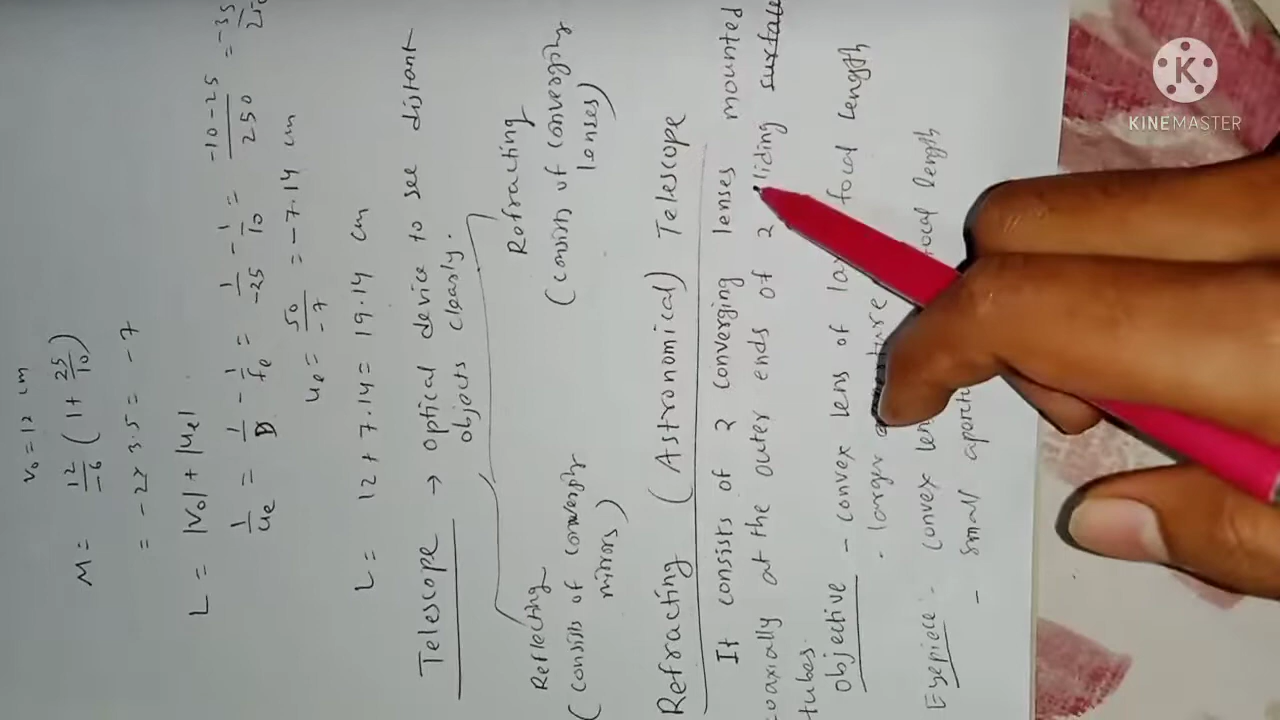 v₀ = 12 cm
M = 12/-6 ( 1 + 25/10 )
= -2 × 3.5 = -7
L = |v₀| + |uₑ|
1/uₑ = 1/D - 1/fₑ = 1/-25 - 1/10 = -10-25/250 = -35/250
uₑ = 50/-7 = -7.14 cm
L = 12 + 7.14 = 19.14 cm
Telescope → optical device to see distant
objects clearly.
Reflecting Refracting
(consists of converging (consists of converging
mirrors) lenses)
Refracting (Astronomical) Telescope
It consists of 2 converging lenses mounted
coaxially at the outer ends of 2 sliding surface
tubes.
Objective - convex lens of focal length
- larger
Eyepiece - convex focal length
- small
KINEMASTER